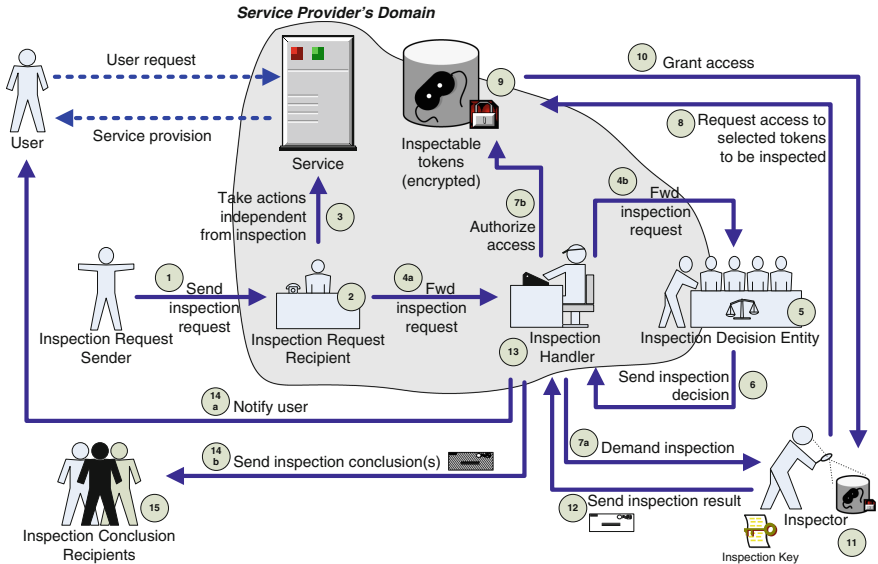 Service Provider's Domain
User request
Service provision
User
Service
9
Inspectable
tokens
(encrypted)
10
Grant access
8
Request access to
selected tokens
to be inspected
Take actions
independent
from inspection
3
7b
Authorize
access
4b
Fwd
inspection
request
1
Send
inspection
request
Inspection Request
Sender
2
Inspection Request
Recipient
4a
Fwd
inspection
request
Inspection
Handler
13
5
Inspection Decision Entity
Send inspection
decision
6
14
a
Notify user
14
b
Send inspection conclusion(s)
7a
Demand inspection
12
Send inspection result
15
Inspection Conclusion
Recipients
Inspector
11
Inspection Key